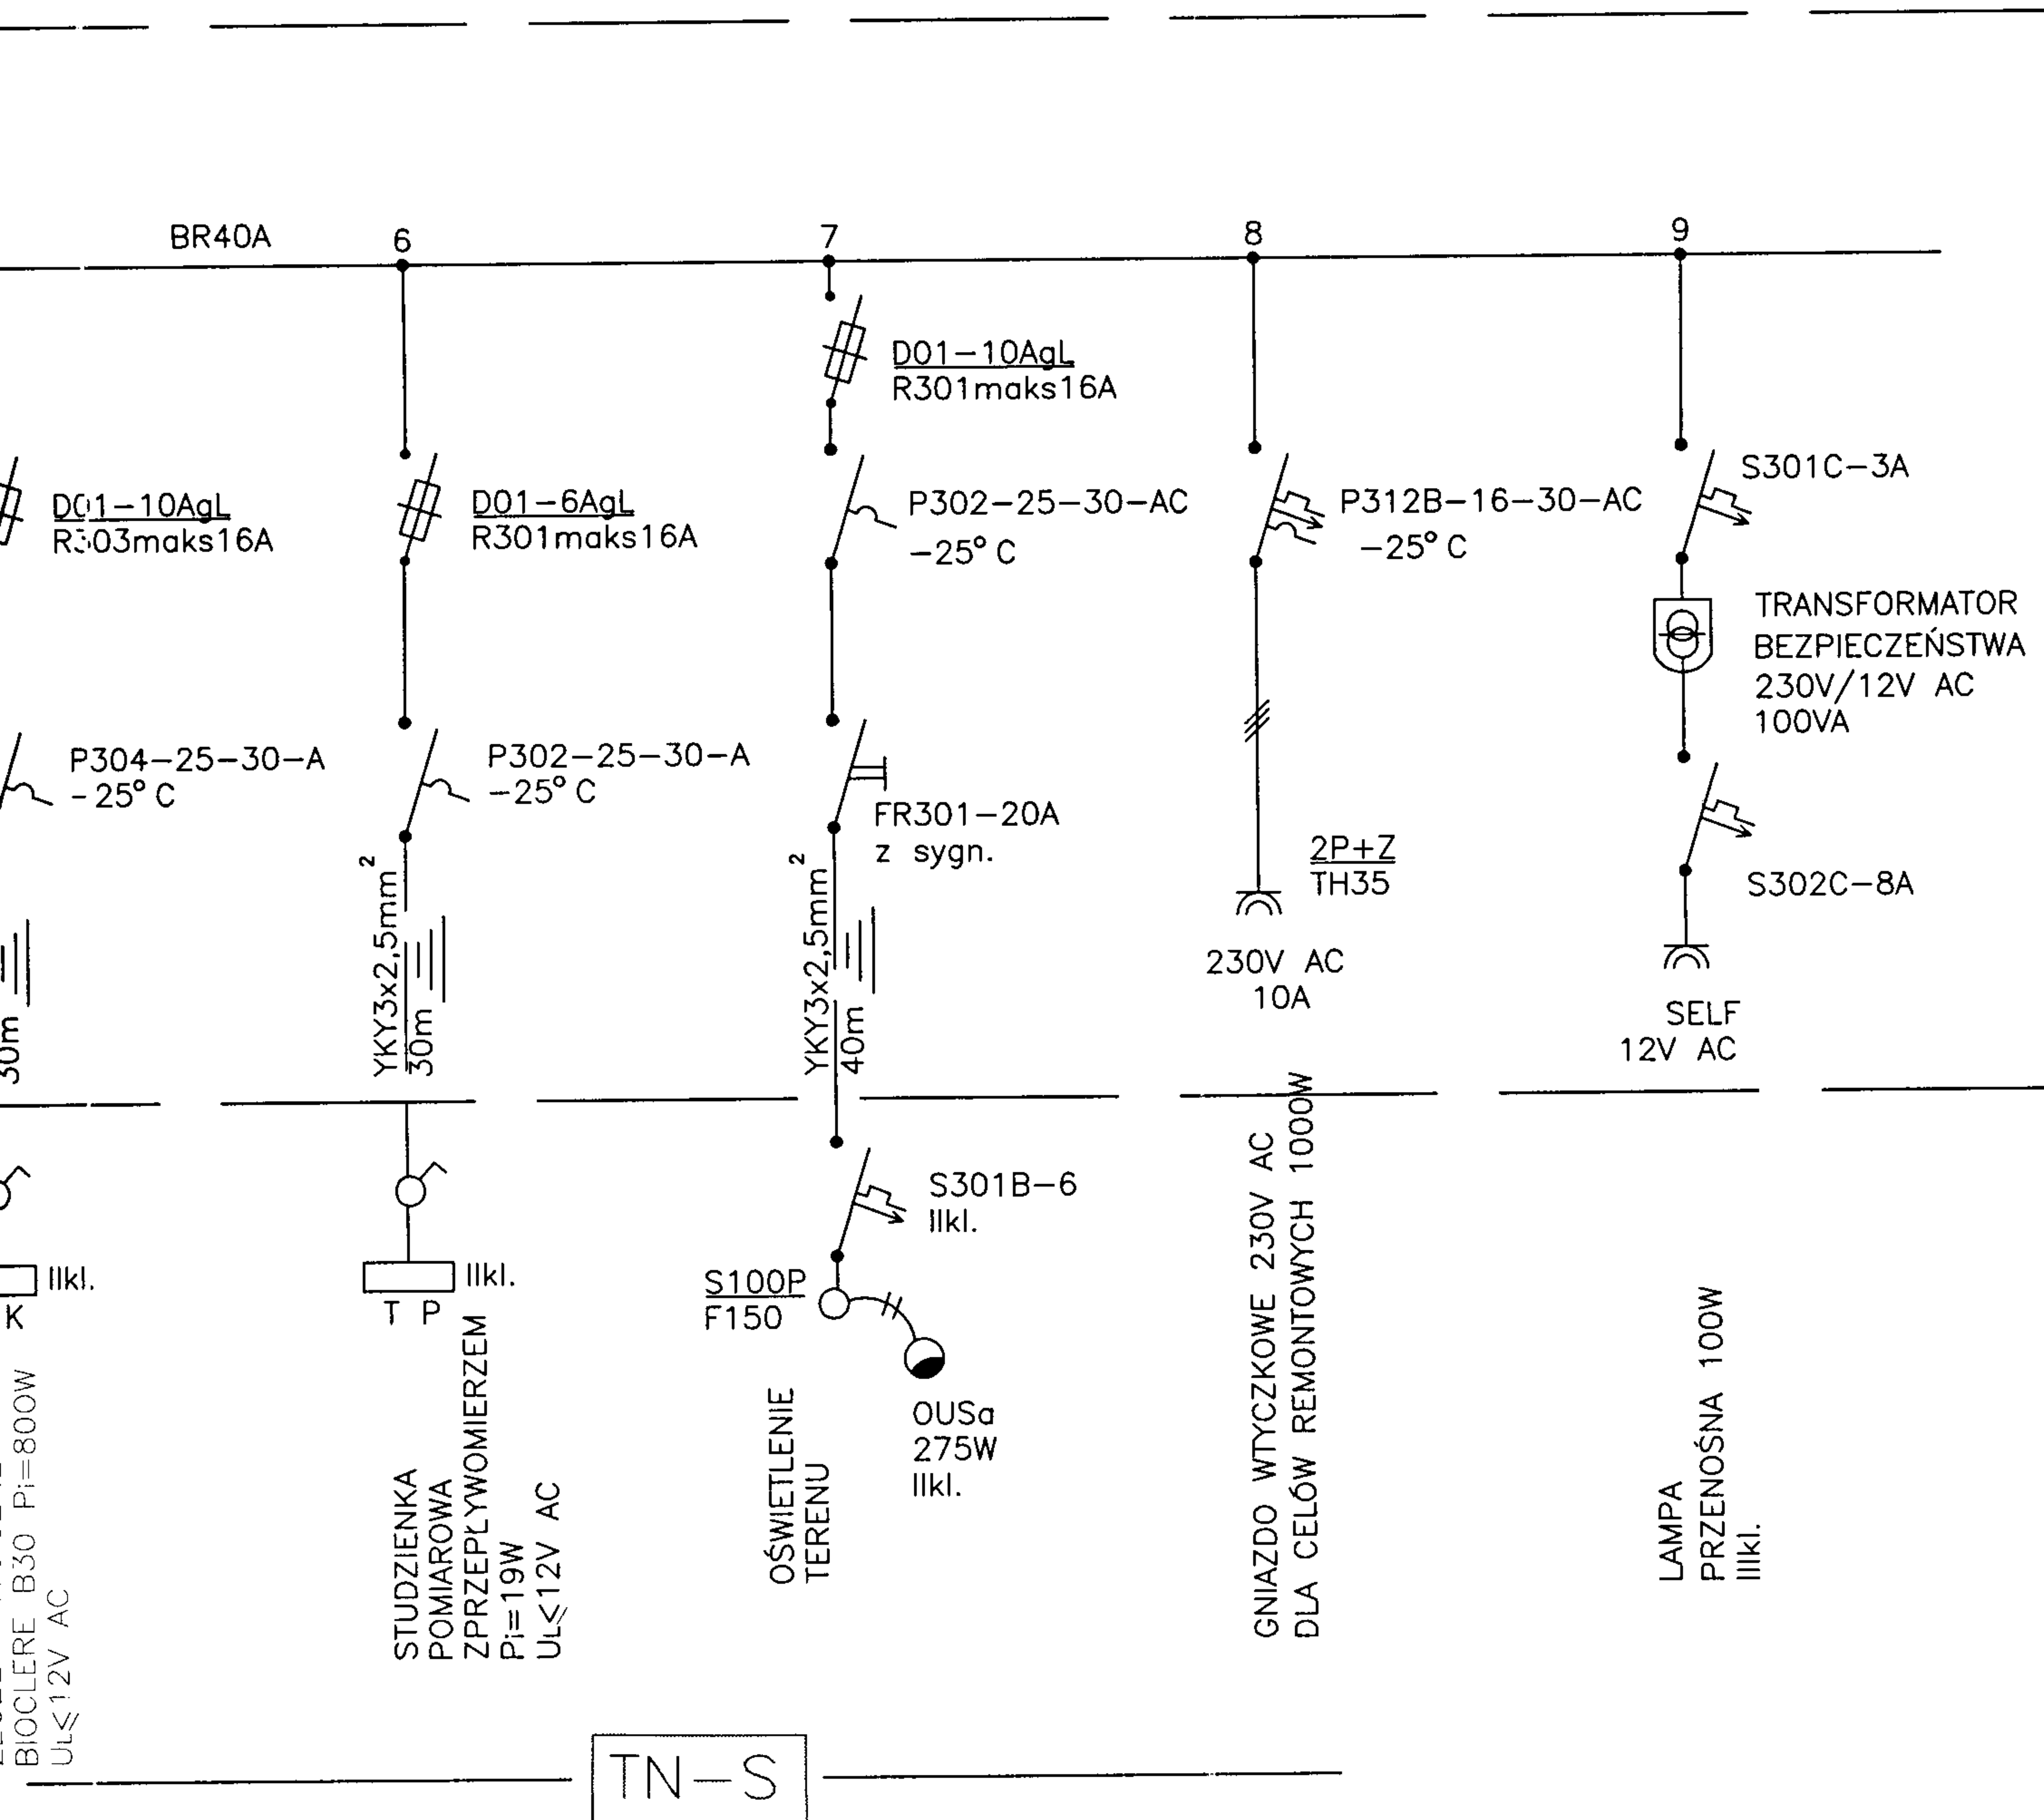 BR40A
6
7
8
9
D01-10AgL
R303maks16A
P304-25-30-A
-25°C
30m
IIkl.
K
BIOCLERE B30 Pi=800W
UL≤12V AC
D01-6AgL
R301maks16A
P302-25-30-A
-25°C
YKY3x2,5mm²
30m
IIkl.
T P
STUDZIENKA
POMIAROWA
ZPRZEPŁYWOMIERZEM
Pi=19W
UL≤12V AC
D01-10AgL
R301maks16A
P302-25-30-AC
-25°C
FR301-20A
z sygn.
YKY3x2,5mm²
40m
S301B-6
IIkl.
S100P
F150
OUSa
275W
IIkl.
OŚWIETLENIE
TERENU
P312B-16-30-AC
-25°C
2P+Z
TH35
230V AC
10A
GNIAZDO WTYCZKOWE 230V AC
DLA CELÓW REMONTOWYCH 1000W
S301C-3A
TRANSFORMATOR
BEZPIECZEŃSTWA
230V/12V AC
100VA
S302C-8A
SELF
12V AC
LAMPA
PRZENOŚNA 100W
IIIkl.
TN-S